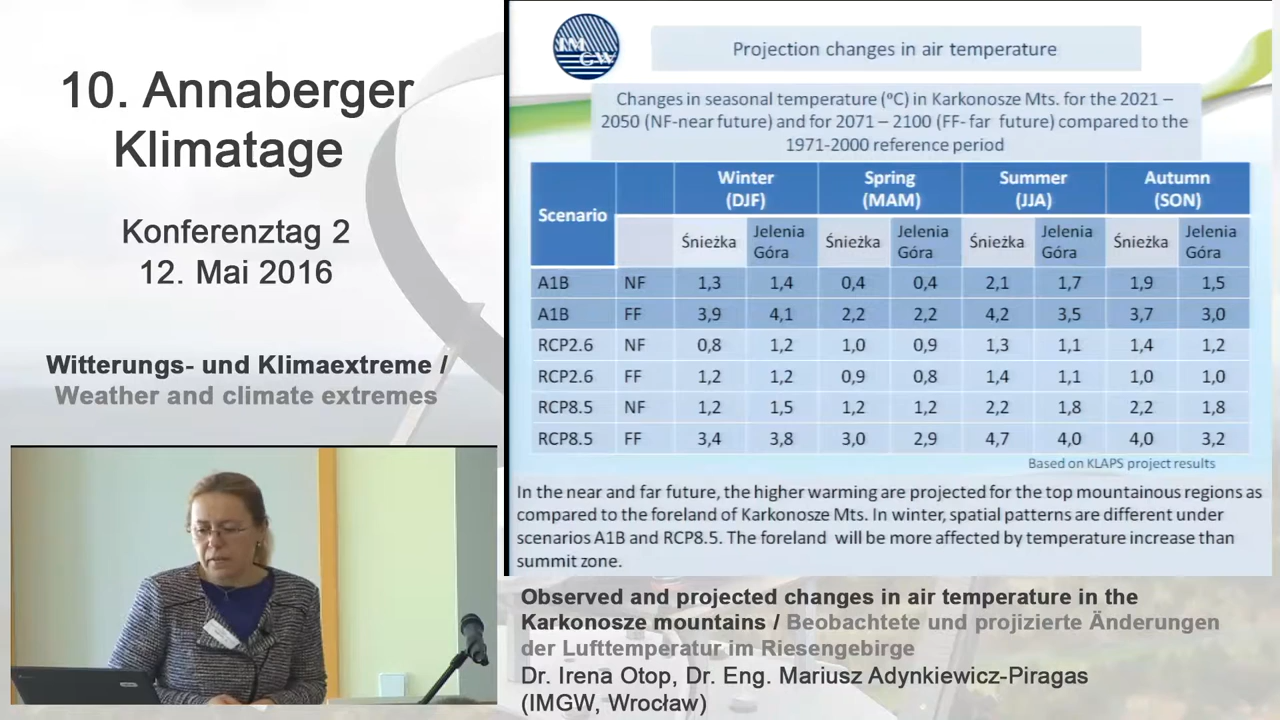 10. Annaberger
Klimatage
Konferenztag 2
12. Mai 2016
Witterungs- und Klimaextreme /
Weather and climate extremes
IM
GW
Projection changes in air temperature
Changes in seasonal temperature (ºC) in Karkonosze Mts. for the 2021 –
2050 (NF-near future) and for 2071 – 2100 (FF- far future) compared to the
1971-2000 reference period
Scenario Winter (DJF) Spring (MAM) Summer (JJA) Autumn (SON)
Śnieżka Jelenia Góra Śnieżka Jelenia Góra Śnieżka Jelenia Góra Śnieżka Jelenia Góra
A1B NF 1,3 1,4 0,4 0,4 2,1 1,7 1,9 1,5
A1B FF 3,9 4,1 2,2 2,2 4,2 3,5 3,7 3,0
RCP2.6 NF 0,8 1,2 1,0 0,9 1,3 1,1 1,4 1,2
RCP2.6 FF 1,2 1,2 0,9 0,8 1,4 1,1 1,0 1,0
RCP8.5 NF 1,2 1,5 1,2 1,2 2,2 1,8 2,2 1,8
RCP8.5 FF 3,4 3,8 3,0 2,9 4,7 4,0 4,0 3,2
Based on KLAPS project results
In the near and far future, the higher warming are projected for the top mountainous regions as
compared to the foreland of Karkonosze Mts. In winter, spatial patterns are different under
scenarios A1B and RCP8.5. The foreland will be more affected by temperature increase than
summit zone.
Observed and projected changes in air temperature in the
Karkonosze mountains / Beobachtete und projizierte Änderungen
der Lufttemperatur im Riesengebirge
Dr. Irena Otop, Dr. Eng. Mariusz Adynkiewicz-Piragas
(IMGW, Wrocław)